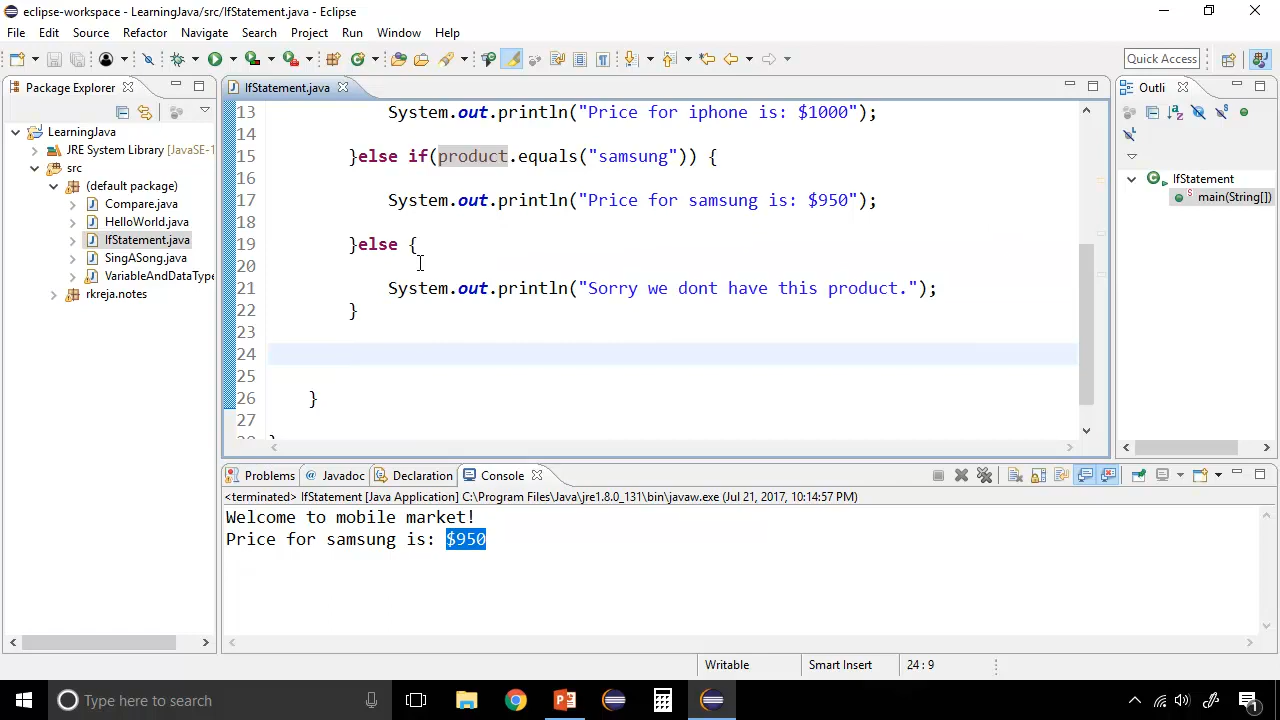 eclipse-workspace - LearningJava/src/IfStatement.java - Eclipse
File Edit Source Refactor Navigate Search Project Run Window Help
Quick Access
Package Explorer
LearningJava
JRE System Library [JavaSE-1
src
(default package)
Compare.java
HelloWorld.java
IfStatement.java
SingASong.java
VariableAndDataType
rkreja.notes
IfStatement.java
13 System.out.println("Price for iphone is: $1000");
14
15 }else if(product.equals("samsung")) {
16
17 System.out.println("Price for samsung is: $950");
18
19 }else {
20
21 System.out.println("Sorry we dont have this product.");
22 }
23
24
25
26 }
27
Outli
IfStatement
main(String[])
Problems @ Javadoc Declaration Console
<terminated> IfStatement [Java Application] C:\Program Files\Java\jre1.8.0_131\bin\javaw.exe (Jul 21, 2017, 10:14:57 PM)
Welcome to mobile market!
Price for samsung is: $950
Writable Smart Insert 24 : 9
Type here to search
1